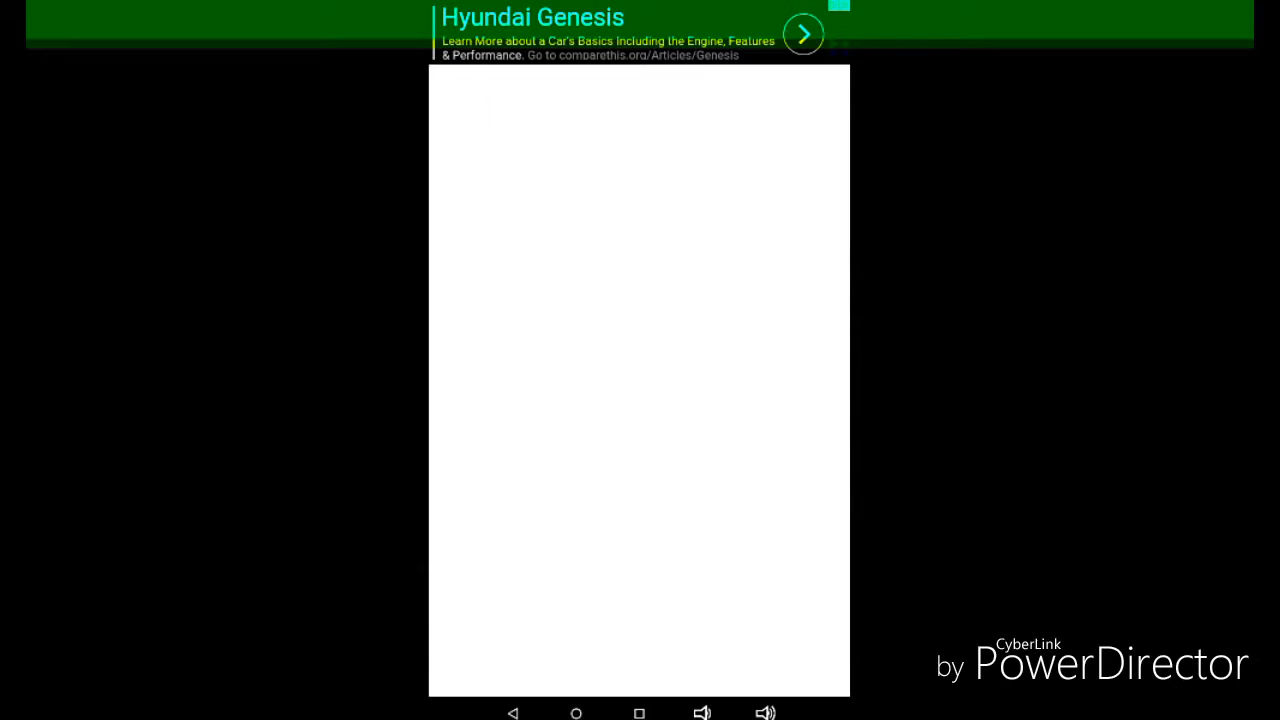 Hyundai Genesis
Learn More about a Car's Basics Including the Engine, Features
& Performance. Go to comparethis.org/Articles/Genesis
CyberLink
by PowerDirector